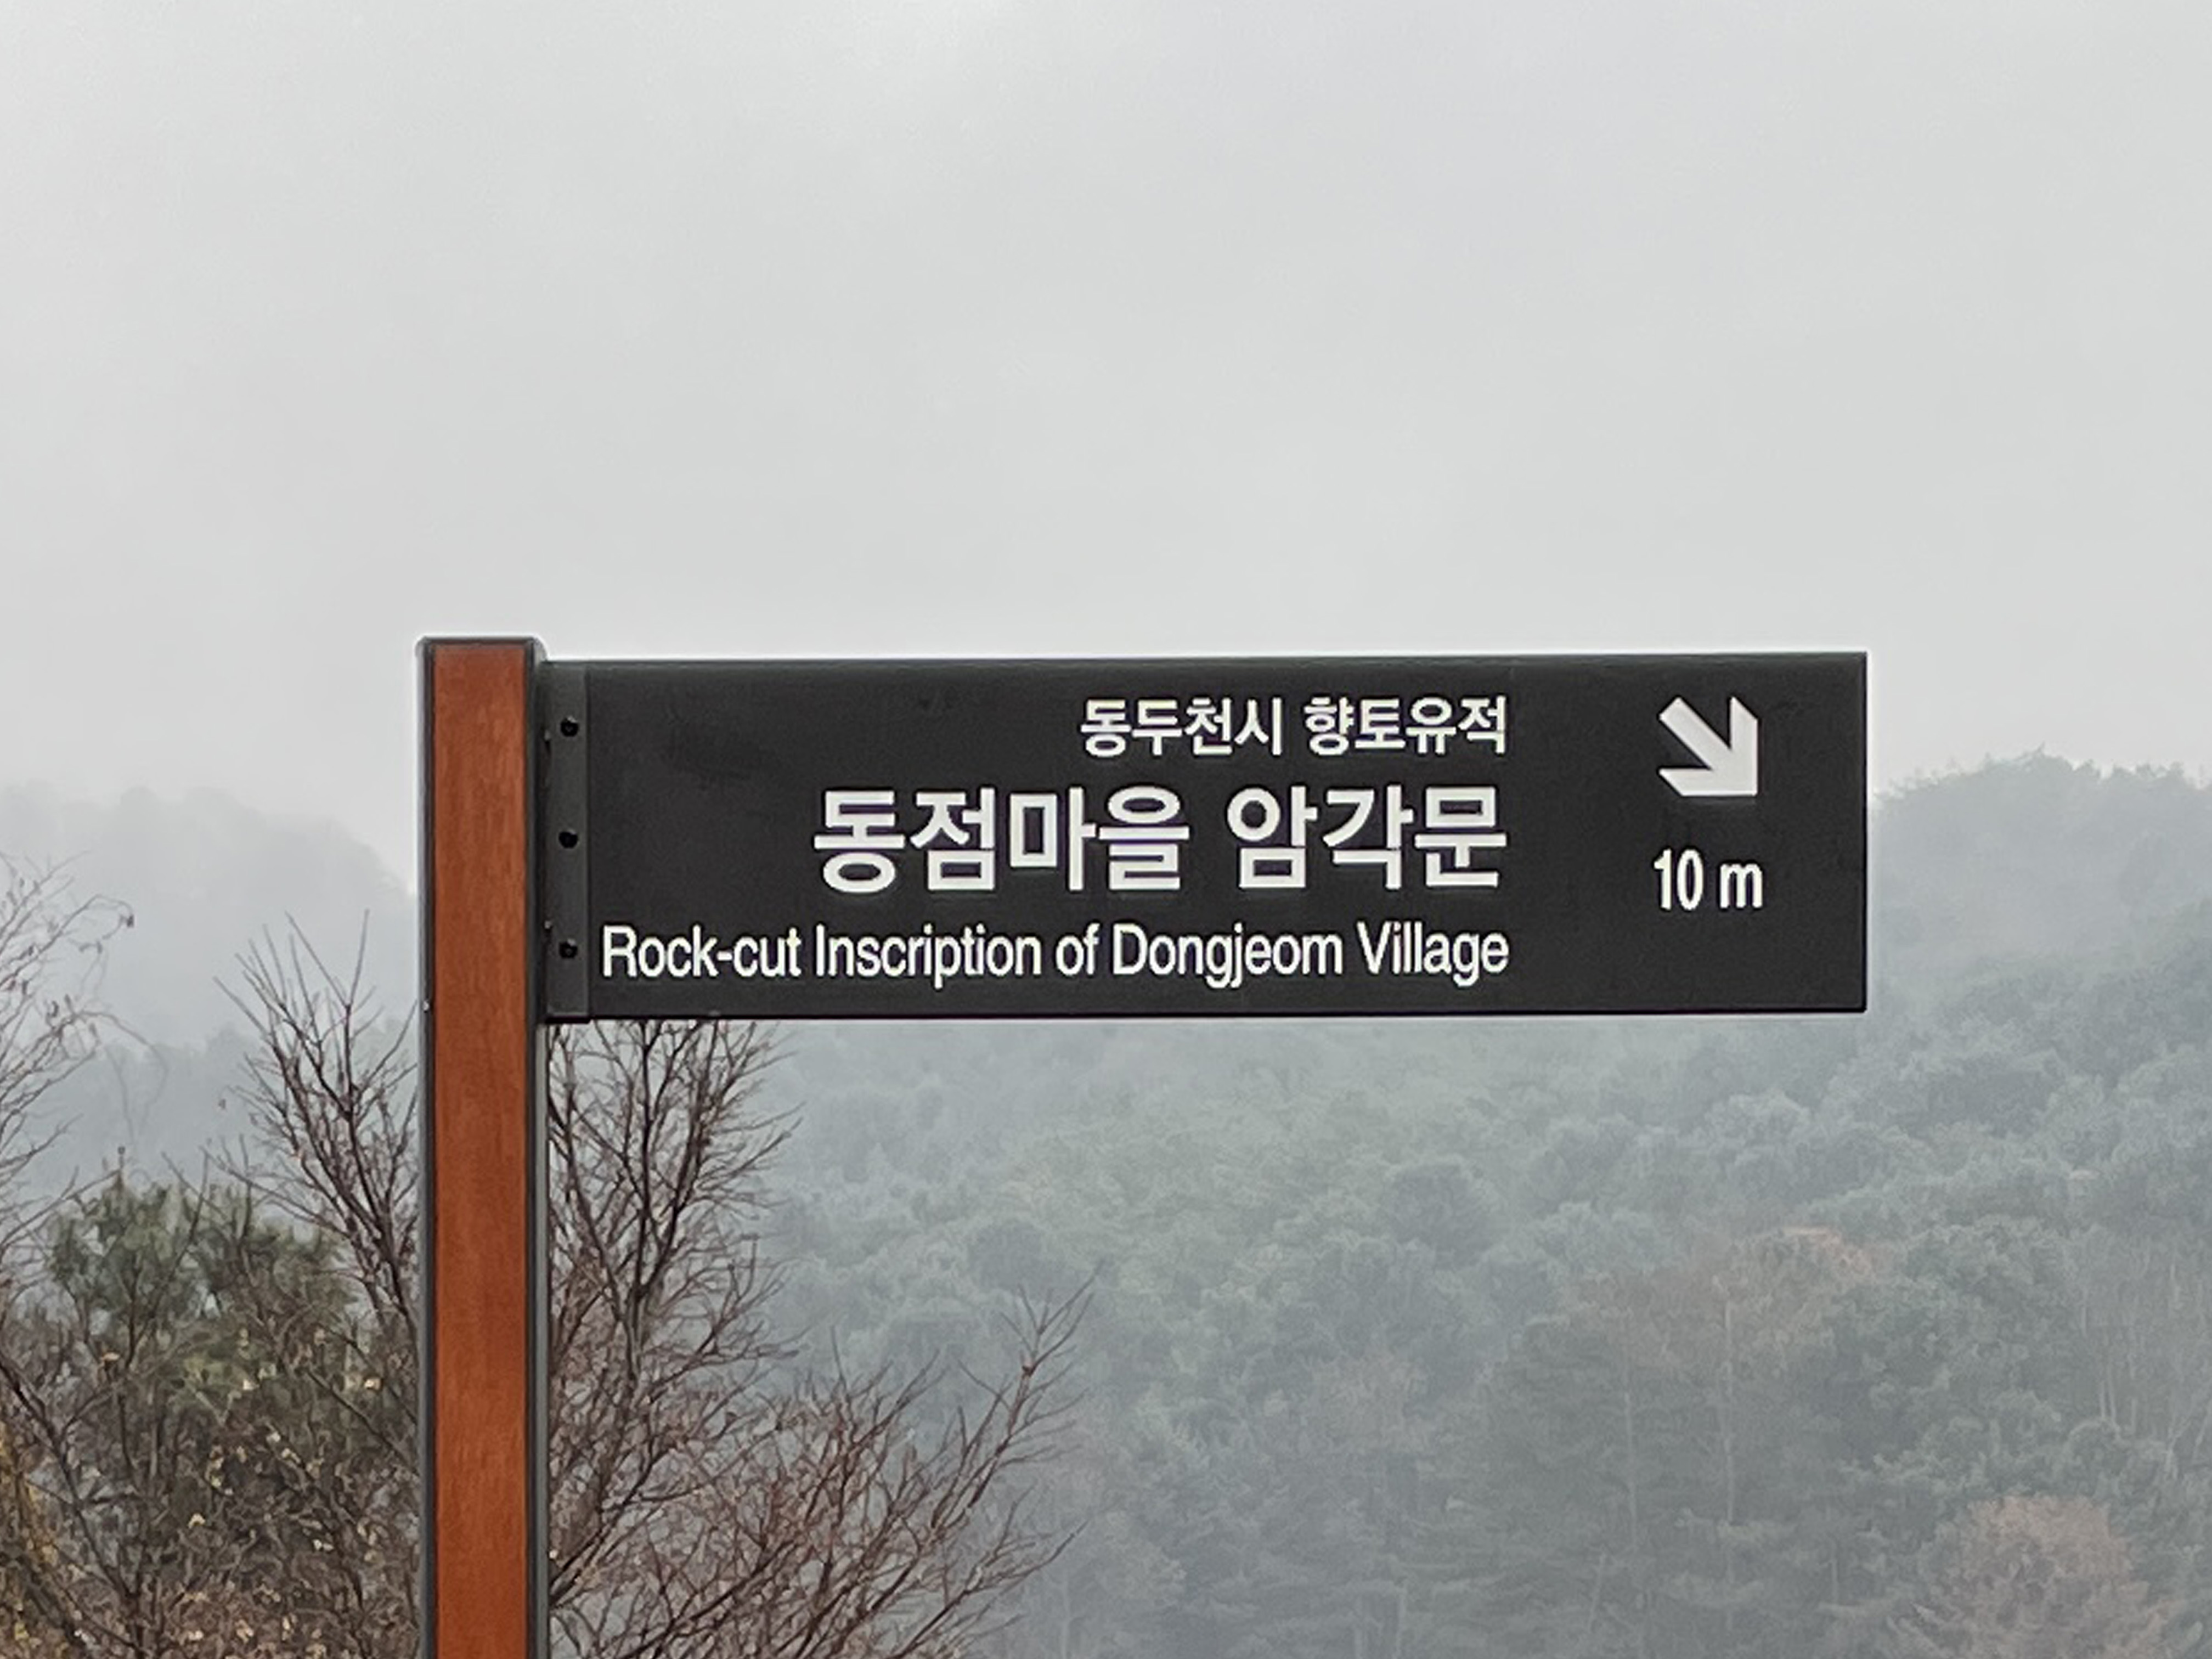 동두천시 향토유적
동점마을 암각문
Rock-cut Inscription of Dongjeom Village
10 m